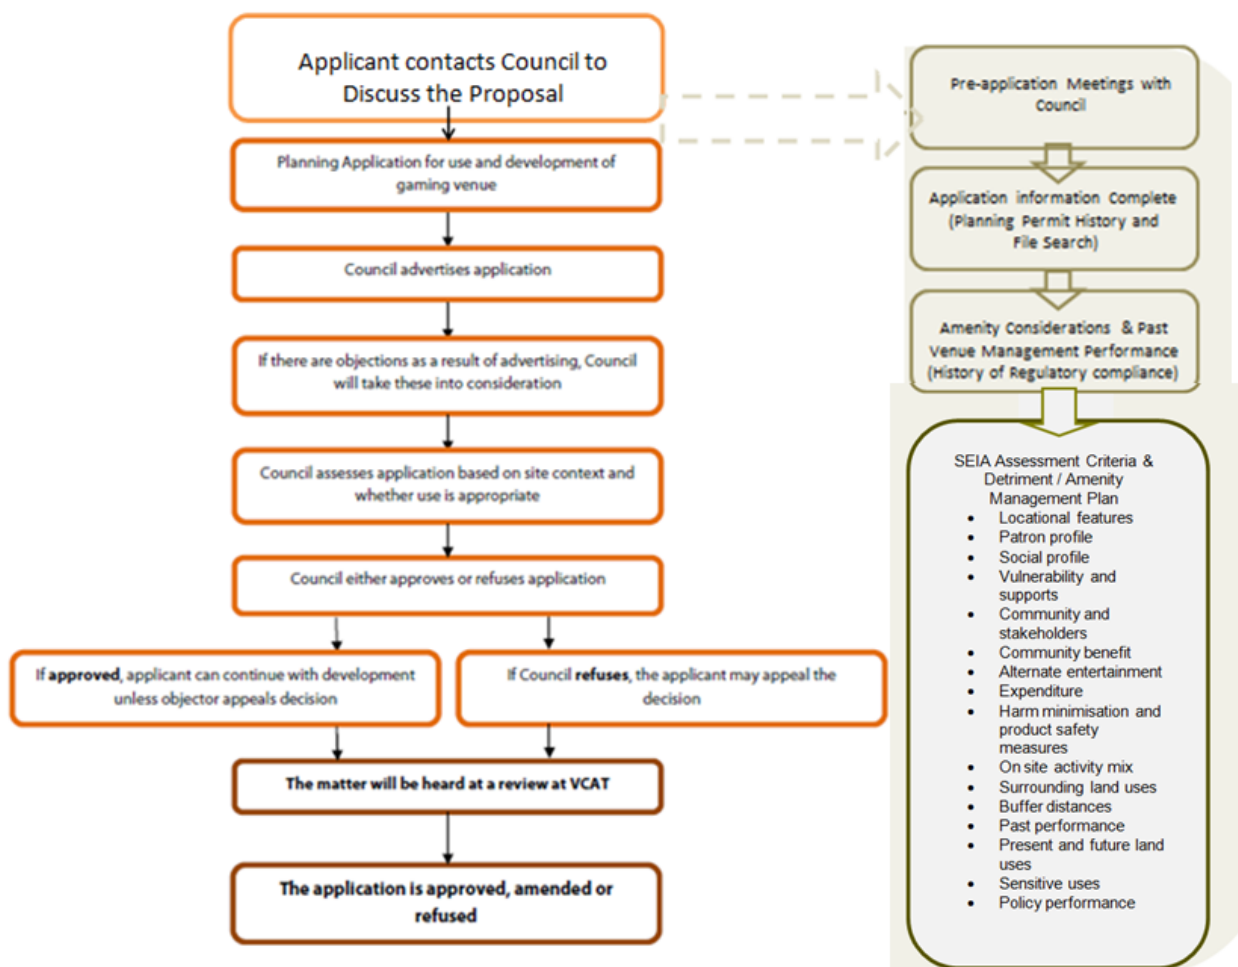 Applicant contacts Council to
Discuss the Proposal
Planning Application for use and development of
gaming venue
Council advertises application
If there are objections as a result of advertising, Council
will take these into consideration
Council assesses application based on site context and
whether use is appropriate
Council either approves or refuses application
If approved, applicant can continue with development
unless objector appeals decision
If Council refuses, the applicant may appeal the
decision
The matter will be heard at a review at VCAT
The application is approved, amended or
refused
Pre-application Meetings with
Council
Application information Complete
(Planning Permit History and
File Search)
Amenity Considerations & Past
Venue Management Performance
(History of Regulatory compliance)
SEIA Assessment Criteria &
Detriment / Amenity
Management Plan
• Locational features
• Patron profile
• Social profile
• Vulnerability and
supports
• Community and
stakeholders
• Community benefit
• Alternate entertainment
• Expenditure
• Harm minimisation and
product safety
measures
• On site activity mix
• Surrounding land uses
• Buffer distances
• Past performance
• Present and future land
uses
• Sensitive uses
• Policy performance